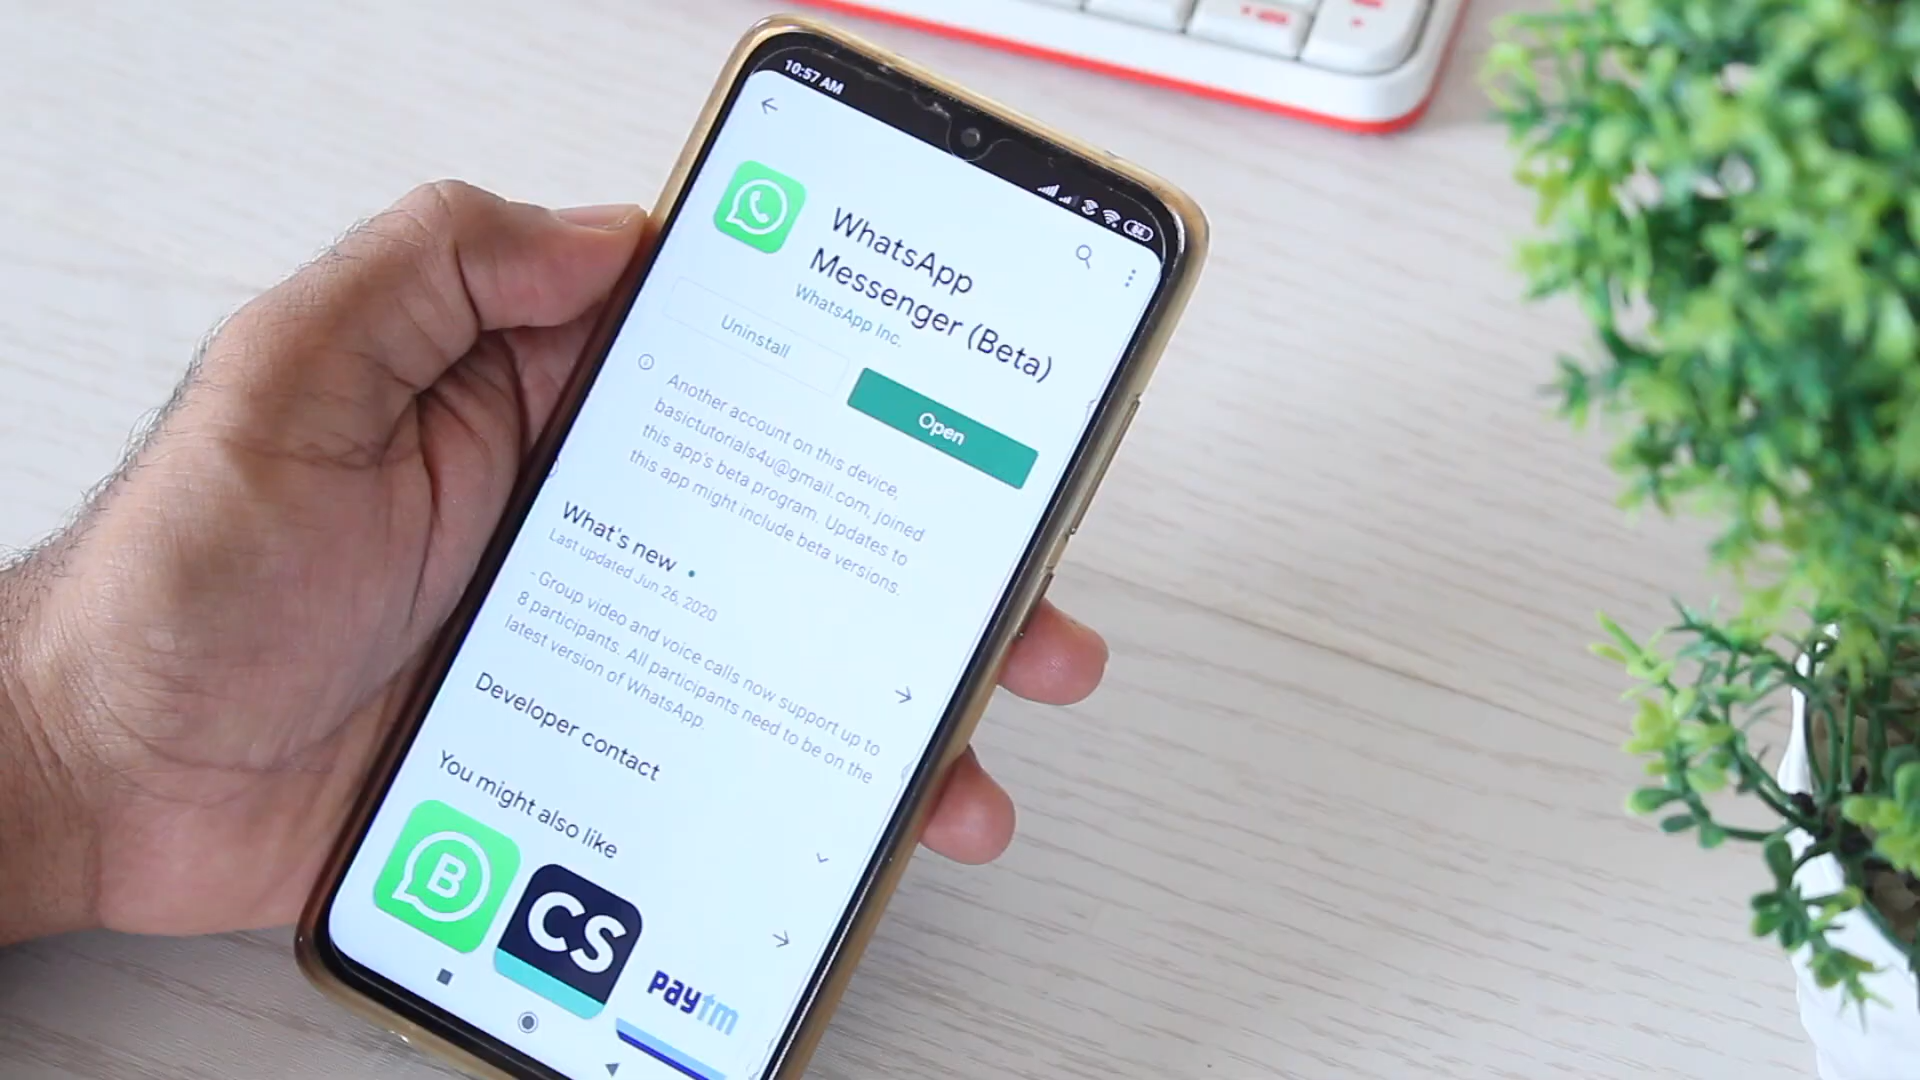 10:57 AM
84
WhatsApp
Messenger (Beta)
WhatsApp Inc.
Uninstall
Open
Another account on this device,
basictutorials4u@gmail.com, joined
this app's beta program. Updates to
this app might include beta versions.
What's new
Last updated Jun 26, 2020
- Group video and voice calls now support up to
8 participants. All participants need to be on the
latest version of WhatsApp.
Developer contact
You might also like
B
CS
paytm